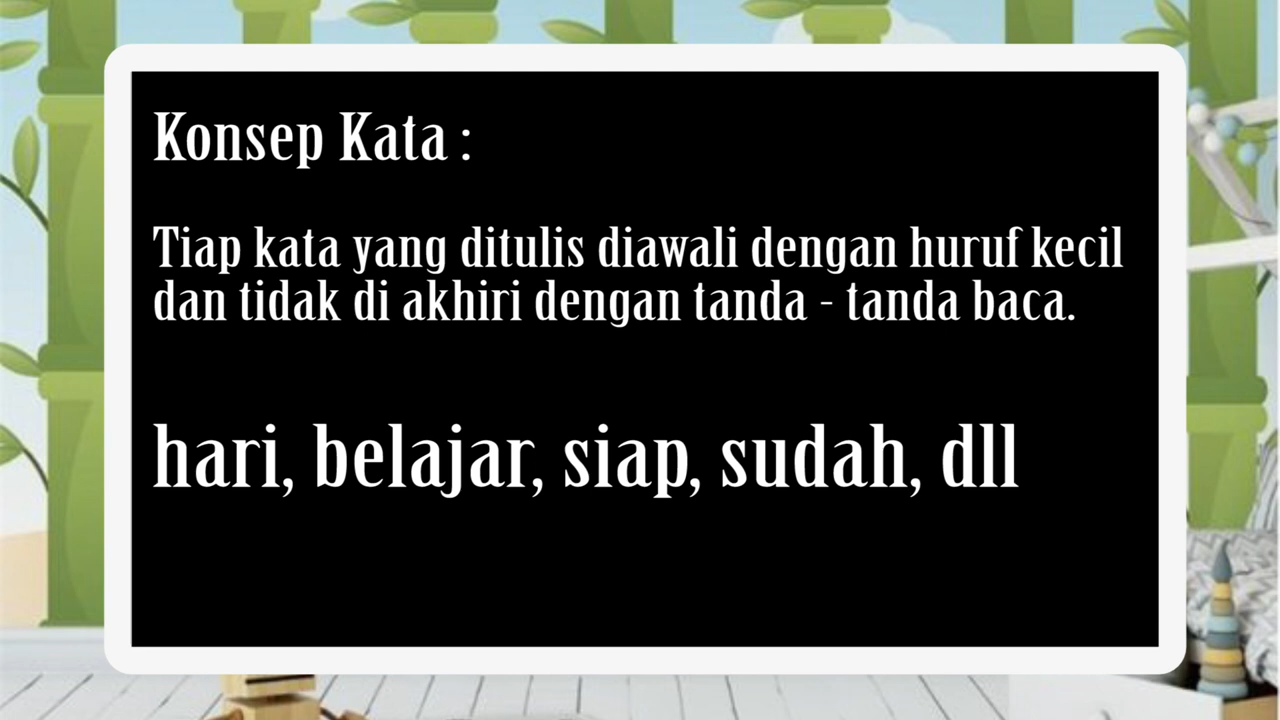 Konsep Kata :
Tiap kata yang ditulis diawali dengan huruf kecil
dan tidak di akhiri dengan tanda - tanda baca.
hari, belajar, siap, sudah, dll